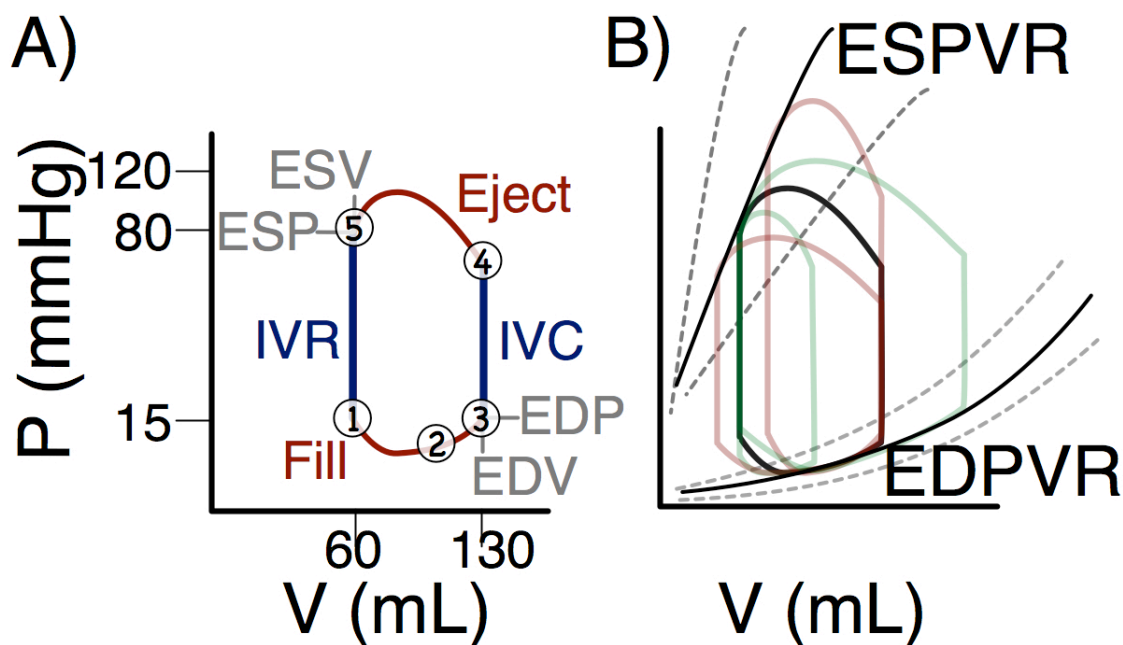 A)
P (mmHg)
120
80
15
ESV
ESP
Eject
IVR
IVC
Fill
EDP
EDV
1
2
3
4
5
60
130
V (mL)
B)
ESPVR
EDPVR
V (mL)